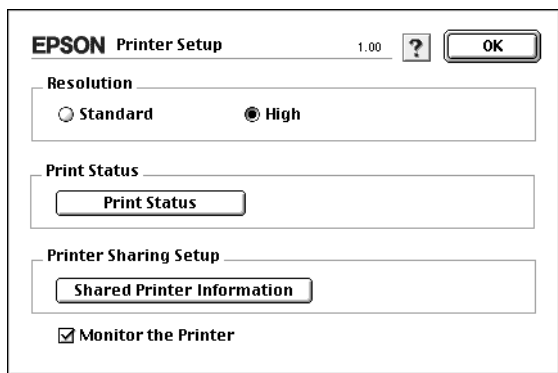 EPSON Printer Setup 1.00 ? OK
Resolution
Standard High
Print Status
Print Status
Printer Sharing Setup
Shared Printer Information
Monitor the Printer